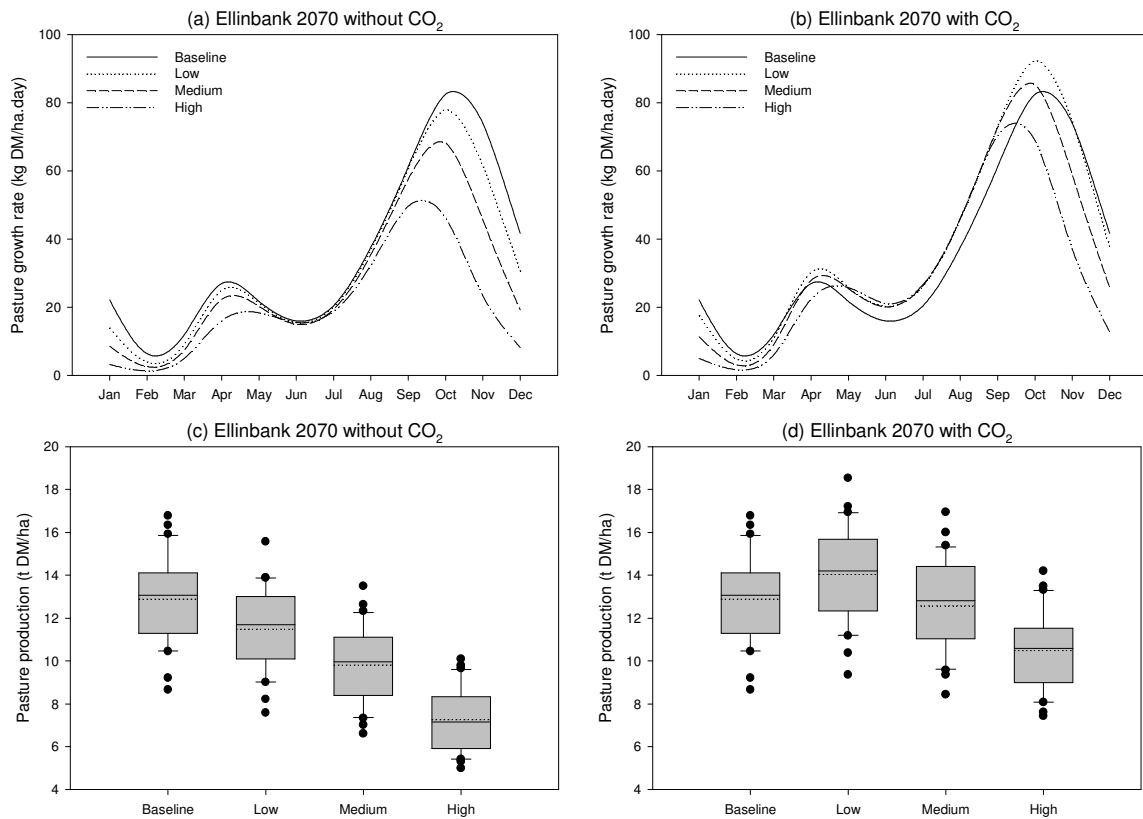 (a) Ellinbank 2070 without CO₂
Pasture growth rate (kg DM/ha.day)
100
80
60
40
20
0
Baseline
Low
Medium
High
Jan Feb Mar Apr May Jun Jul Aug Sep Oct Nov Dec
(b) Ellinbank 2070 with CO₂
Pasture growth rate (kg DM/ha.day)
100
80
60
40
20
0
Baseline
Low
Medium
High
Jan Feb Mar Apr May Jun Jul Aug Sep Oct Nov Dec
(c) Ellinbank 2070 without CO₂
Pasture production (t DM/ha)
20
18
16
14
12
10
8
6
4
Baseline Low Medium High
(d) Ellinbank 2070 with CO₂
Pasture production (t DM/ha)
20
18
16
14
12
10
8
6
4
Baseline Low Medium High